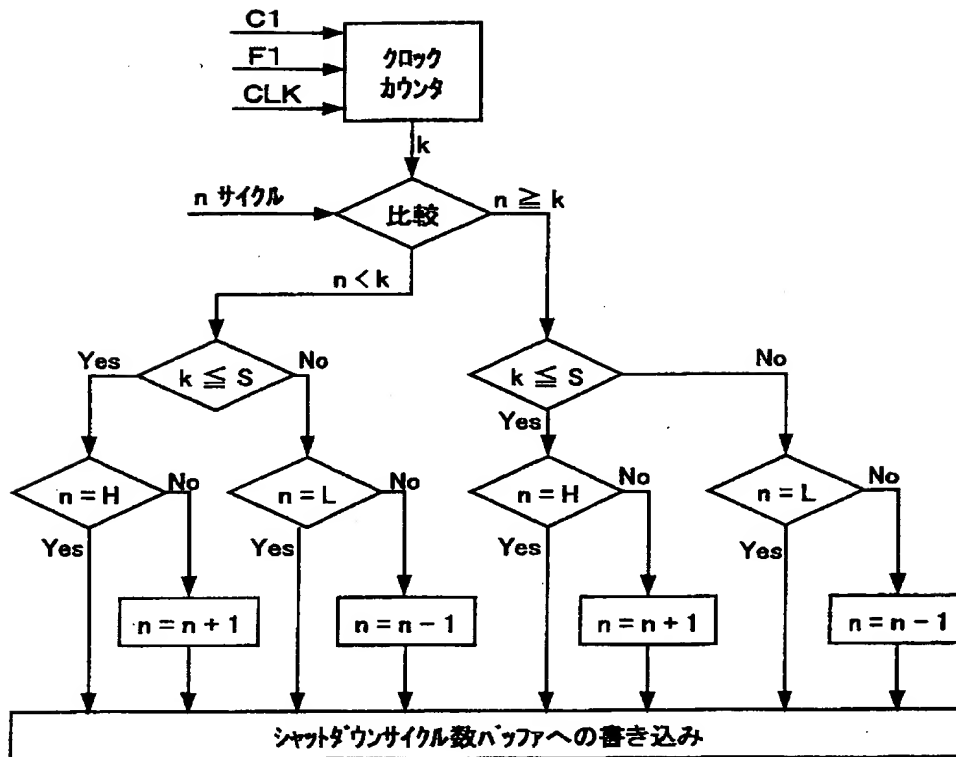 C1
F1
CLK
クロック
カウンタ
k
n サイクル
比較
n ≧ k
n < k
Yes
k ≦ S
No
k ≦ S
No
Yes
n = H
No
Yes
n = L
No
Yes
n = H
No
Yes
n = L
No
Yes
n = n + 1
n = n − 1
n = n + 1
n = n − 1
シャットダウンサイクル数バッファへの書き込み